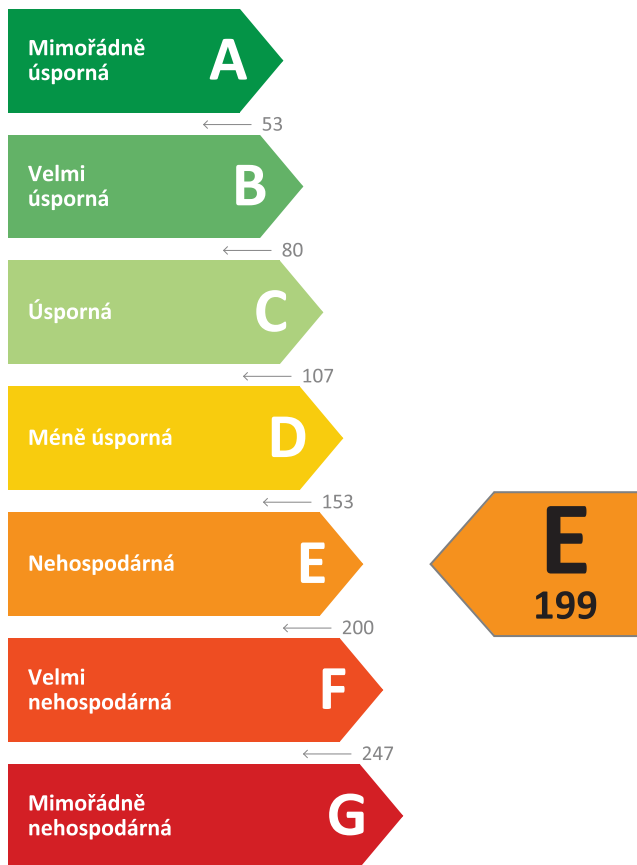 Mimořádně
úsporná
A
53
Velmi
úsporná
B
80
Úsporná
C
107
Méně úsporná
D
153
Nehospodárná
E
E
199
200
Velmi
nehospodárná
F
247
Mimořádně
nehospodárná
G